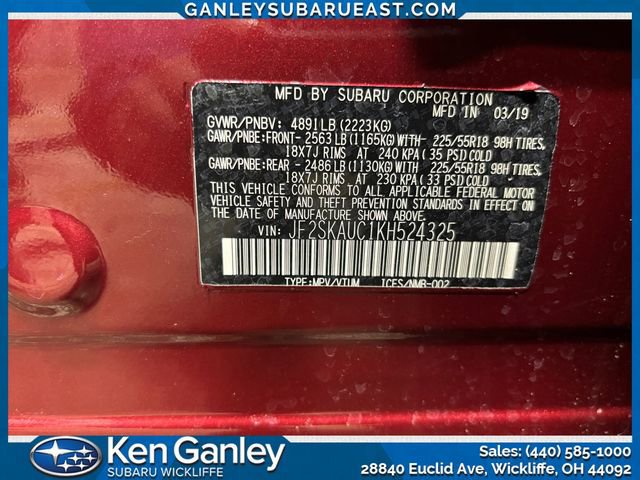 GANLEYSUBARUEAST.COM
MFD BY SUBARU CORPORATION
MFD IN 03/19
GVWR/PNBV: 4891LB (2223KG)
GAWR/PNBE:FRONT- 2563LB (1165KG)WITH- 225/55R18 98H TIRES,
18X7J RIMS AT 240 KPA (35 PSI) COLD
GAWR/PNBE:REAR - 2486LB (1130KG)WITH- 225/55R18 98H TIRES,
18X7J RIMS AT 230 KPA (33 PSI) COLD
THIS VEHICLE CONFORMS TO ALL APPLICABLE FEDERAL MOTOR
VEHICLE SAFETY AND THEFT PREVENTION STANDARDS IN EFFECT
ON THE DATE OF MANUFACTURE SHOWN ABOVE.
VIN: JF2SKAUC1KH524325
TYPE:MPV/VTUM ICES/NMB-002
Ken Ganley
SUBARU WICKLIFFE
Sales: (440) 585-1000
28840 Euclid Ave, Wickliffe, OH 44092